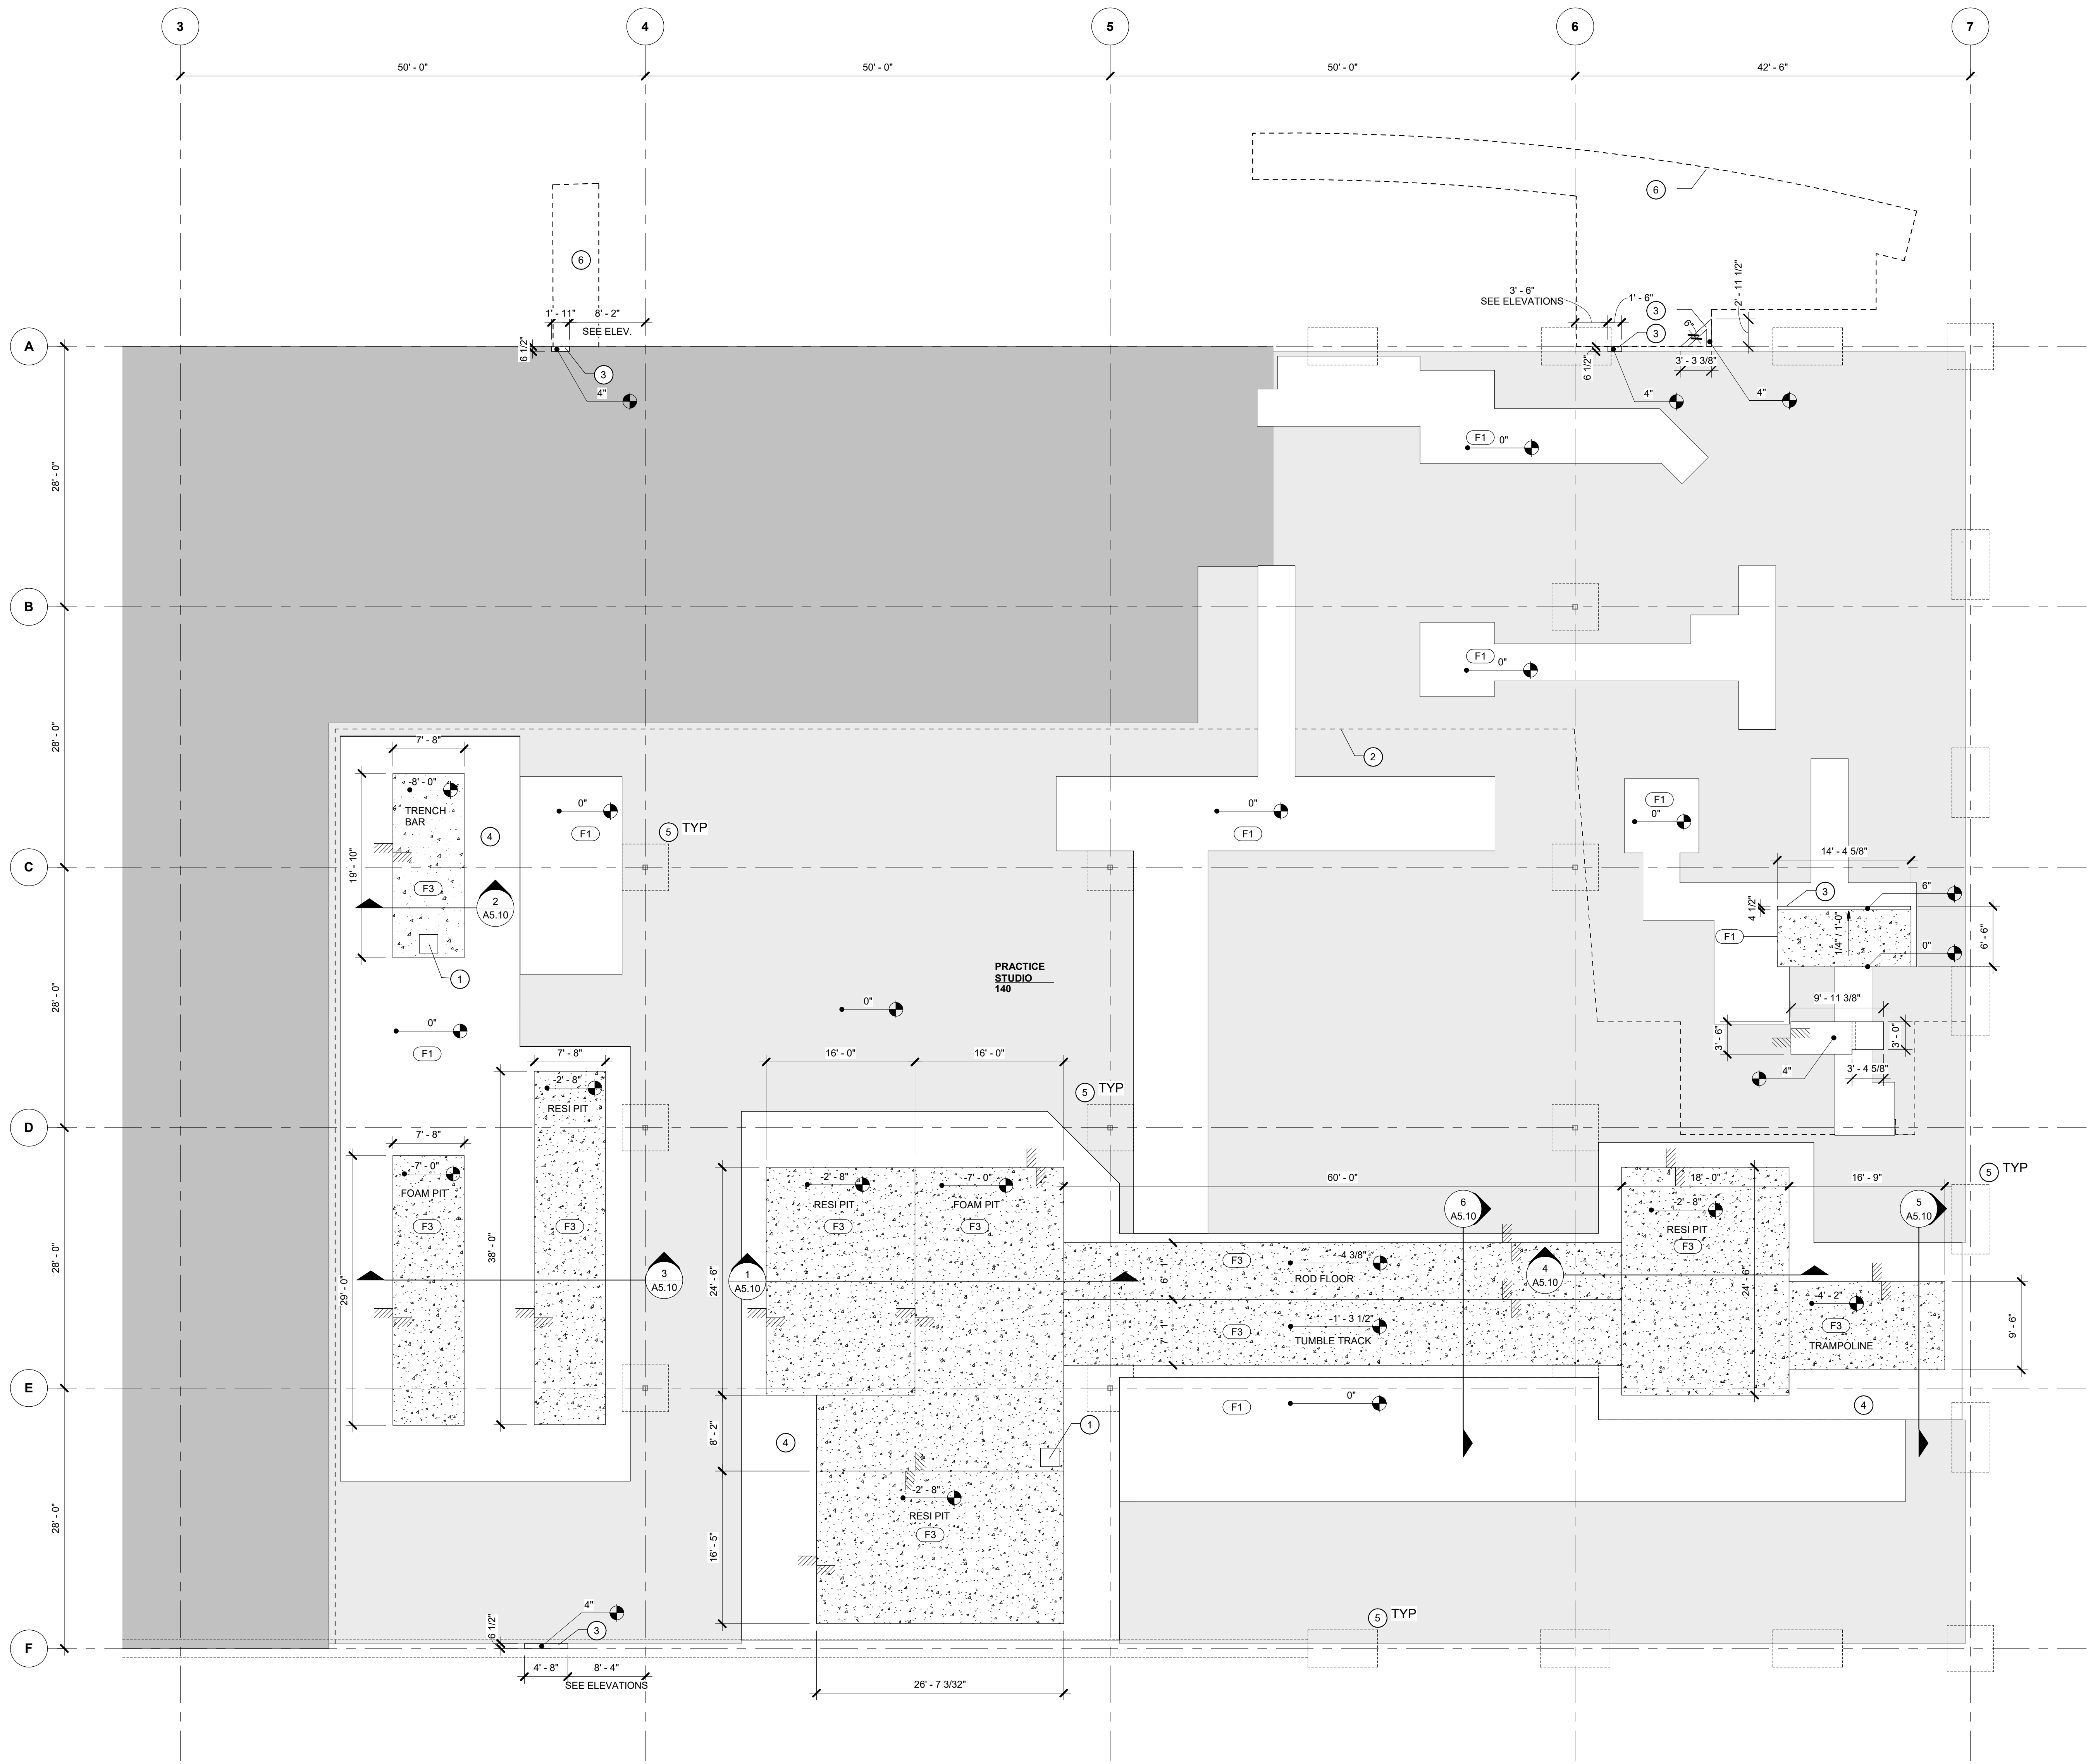 3
4
5
6
7
50' - 0"
50' - 0"
50' - 0"
42' - 6"
6
6
3' - 6"
SEE ELEVATIONS
1' - 6"
3
2' - 11 1/2"
1' - 11"
8' - 2"
SEE ELEV.
6"
3
A
6 1/2"
6 1/2"
3' - 3 3/8"
3
4"
4"
4"
28' - 0"
F1
0"
B
F1
0"
28' - 0"
7' - 8"
2
-8' - 0"
TRENCH
BAR
4
0"
F1
5
TYP
0"
F1
F1
0"
C
19' - 10"
14' - 4 5/8"
F3
2
A5.10
3
6"
4 1/2"
F1
1/4" / 1'-0"
6' - 6"
0"
1
PRACTICE
STUDIO
140
28' - 0"
0"
9' - 11 3/8"
0"
F1
3' - 6"
3' - 0"
7' - 8"
16' - 0"
16' - 0"
4"
3' - 4 5/8"
-2' - 8"
RESI PIT
5
TYP
D
7' - 8"
-7' - 0"
FOAM PIT
F3
F3
-2' - 8"
RESI PIT
F3
-7' - 0"
FOAM PIT
F3
60' - 0"
18' - 0"
16' - 9"
5
TYP
6
A5.10
-2' - 8"
RESI PIT
F3
5
A5.10
28' - 0"
29' - 0"
38' - 0"
3
A5.10
1
A5.10
24' - 6"
F3
-4 3/8"
ROD FLOOR
6' - 1"
4
A5.10
24' - 6"
-4' - 2"
F3
TRAMPOLINE
9' - 6"
F3
-1' - 3 1/2"
TUMBLE TRACK
7' - 1"
E
F1
0"
4
8' - 2"
4
1
-2' - 8"
RESI PIT
F3
28' - 0"
16' - 5"
4"
3
6 1/2"
5
TYP
F
4' - 8"
8' - 4"
SEE ELEVATIONS
26' - 7 3/32"